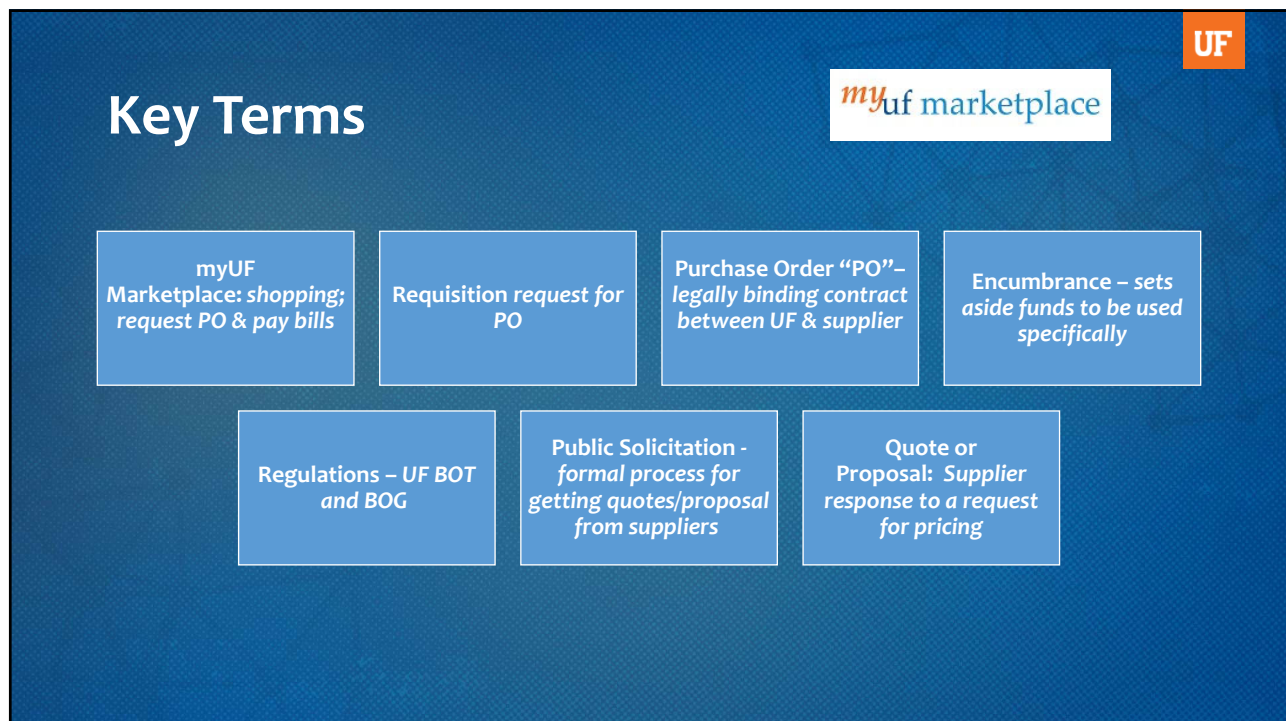 UF
Key Terms
myuf marketplace
myUF
Marketplace: shopping;
request PO & pay bills
Requisition request for
PO
Purchase Order “PO”–
legally binding contract
between UF & supplier
Encumbrance – sets
aside funds to be used
specifically
Regulations – UF BOT
and BOG
Public Solicitation -
formal process for
getting quotes/proposal
from suppliers
Quote or
Proposal: Supplier
response to a request
for pricing